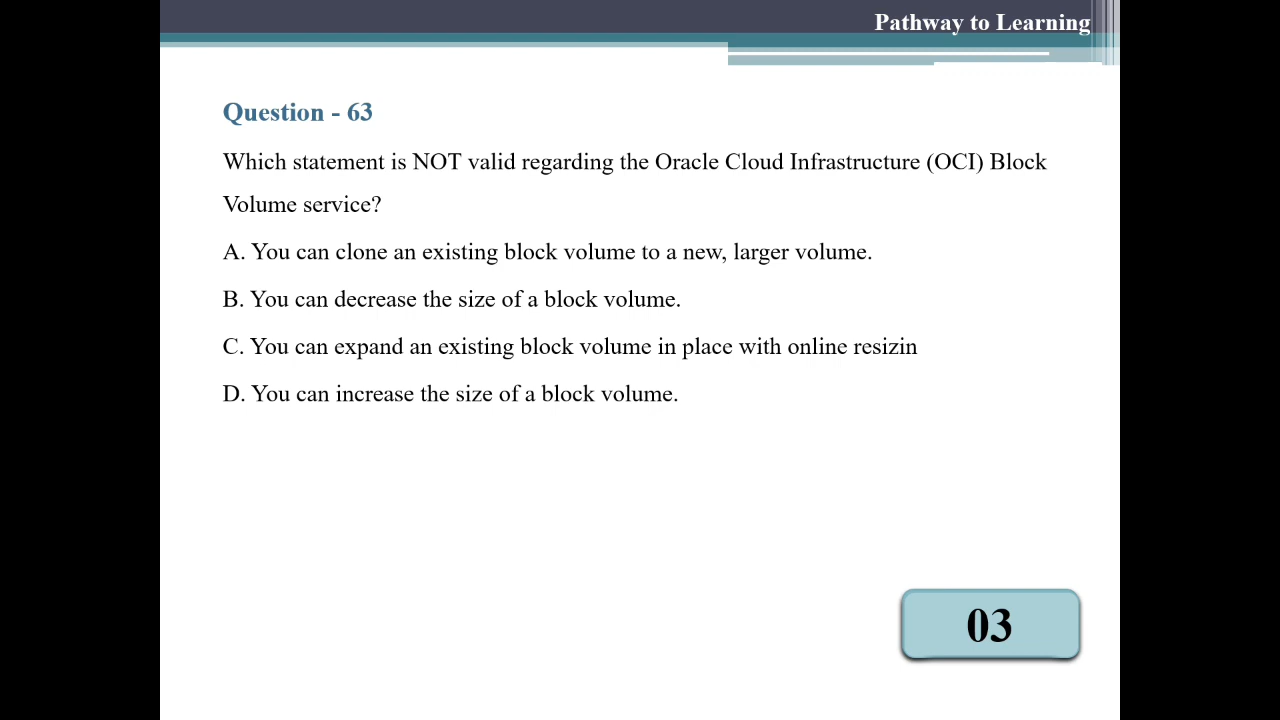 Pathway to Learning
Question - 63
Which statement is NOT valid regarding the Oracle Cloud Infrastructure (OCI) Block
Volume service?
A. You can clone an existing block volume to a new, larger volume.
B. You can decrease the size of a block volume.
C. You can expand an existing block volume in place with online resizin
D. You can increase the size of a block volume.
03